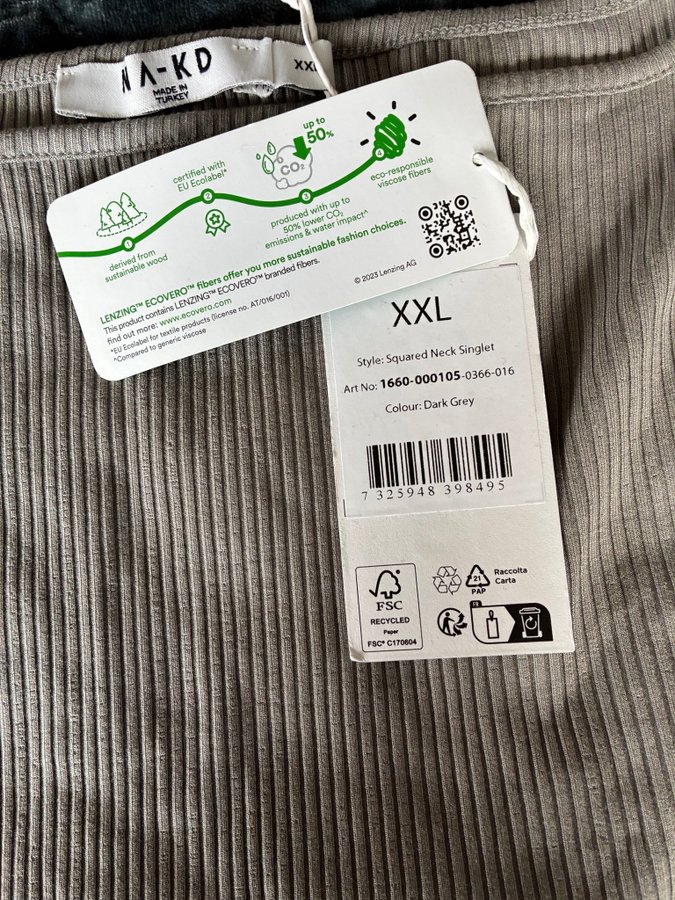 NA-KD
MADE IN
TURKEY
XXL
up to
50%
certified with
EU Ecolabel*
CO2
eco-responsible
viscose fibers
1
2
3
4
derived from
sustainable wood
produced with up to
50% lower CO2
emissions & water impact^
LENZING™ ECOVERO™ fibers offer you more sustainable fashion choices.
This product contains LENZING™ ECOVERO™ branded fibers.
find out more: www.ecovero.com
*EU Ecolabel for textile products (license no. AT/016/001)
^Compared to generic viscose
© 2023 Lenzing AG
XXL
Style: Squared Neck Singlet
Art No: 1660-000105-0366-016
Colour: Dark Grey
7 325948 398495
FSC
RECYCLED
Paper
FSC® C170604
21
PAP
Raccolta
Carta
FR